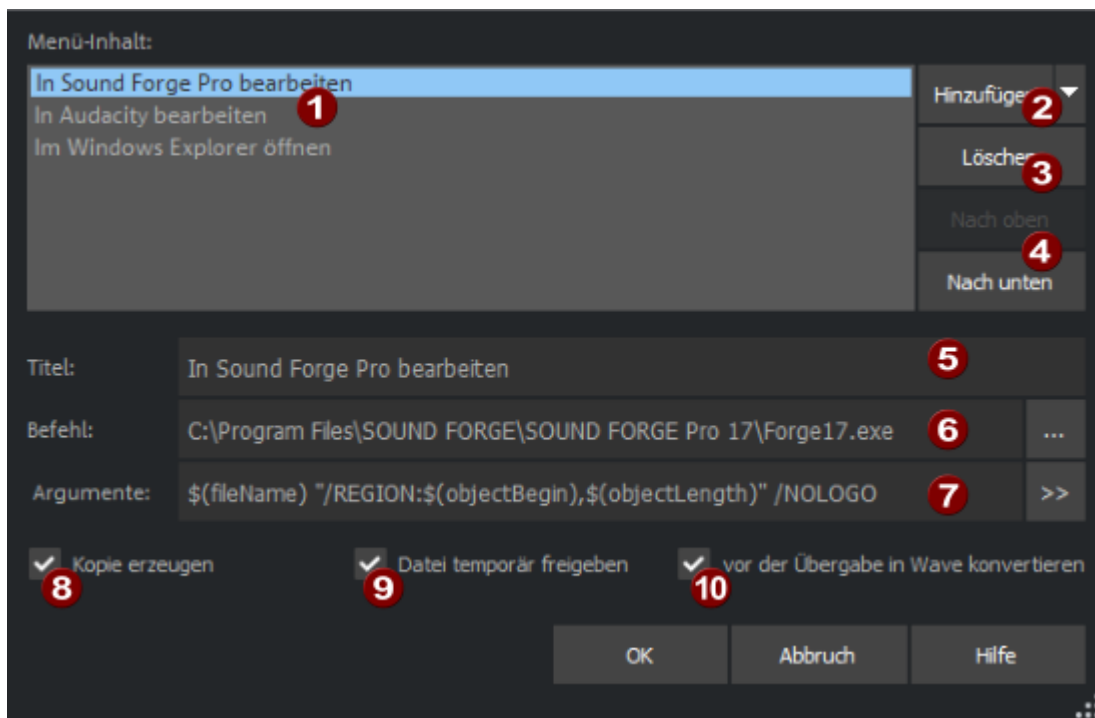 Menü-Inhalt:
In Sound Forge Pro bearbeiten
1
In Audacity bearbeiten
Im Windows Explorer öffnen
Hinzufügen
2
Löschen
3
Nach oben
4
Nach unten
Titel: In Sound Forge Pro bearbeiten 5
Befehl: C:\Program Files\SOUND FORGE\SOUND FORGE Pro 17\Forge17.exe 6 ...
Argumente: $(fileName) "/REGION:$(objectBegin),$(objectLength)" /NOLOGO 7 >>
Kopie erzeugen Datei temporär freigeben vor der Übergabe in Wave konvertieren
8 9 10
OK Abbruch Hilfe